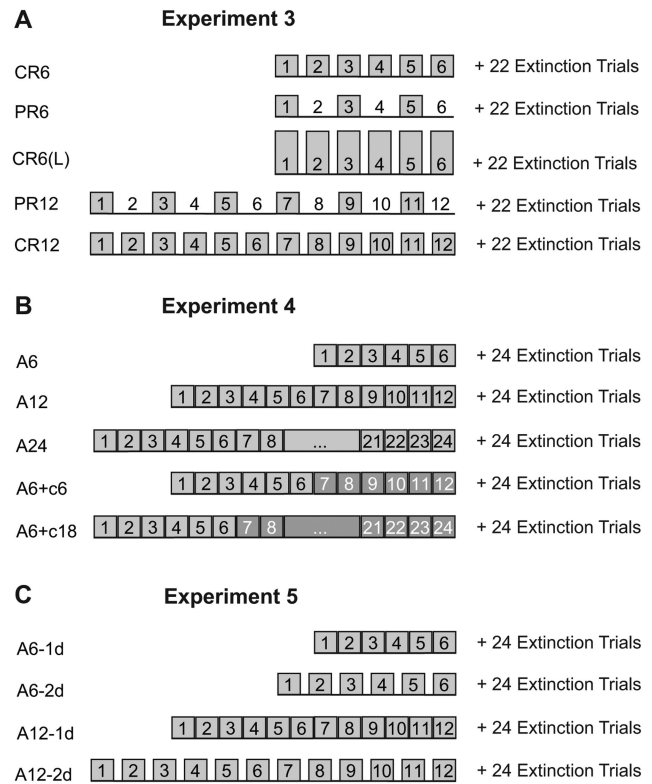 A Experiment 3
CR6 1 2 3 4 5 6 + 22 Extinction Trials
PR6 1 2 3 4 5 6 + 22 Extinction Trials
CR6(L) 1 2 3 4 5 6 + 22 Extinction Trials
PR12 1 2 3 4 5 6 7 8 9 10 11 12 + 22 Extinction Trials
CR12 1 2 3 4 5 6 7 8 9 10 11 12 + 22 Extinction Trials
B Experiment 4
A6 1 2 3 4 5 6 + 24 Extinction Trials
A12 1 2 3 4 5 6 7 8 9 10 11 12 + 24 Extinction Trials
A24 1 2 3 4 5 6 7 8 ... 21 22 23 24 + 24 Extinction Trials
A6+c6 1 2 3 4 5 6 7 8 9 10 11 12 + 24 Extinction Trials
A6+c18 1 2 3 4 5 6 7 8 ... 21 22 23 24 + 24 Extinction Trials
C Experiment 5
A6-1d 1 2 3 4 5 6 + 24 Extinction Trials
A6-2d 1 2 3 4 5 6 + 24 Extinction Trials
A12-1d 1 2 3 4 5 6 7 8 9 10 11 12 + 24 Extinction Trials
A12-2d 1 2 3 4 5 6 7 8 9 10 11 12 + 24 Extinction Trials